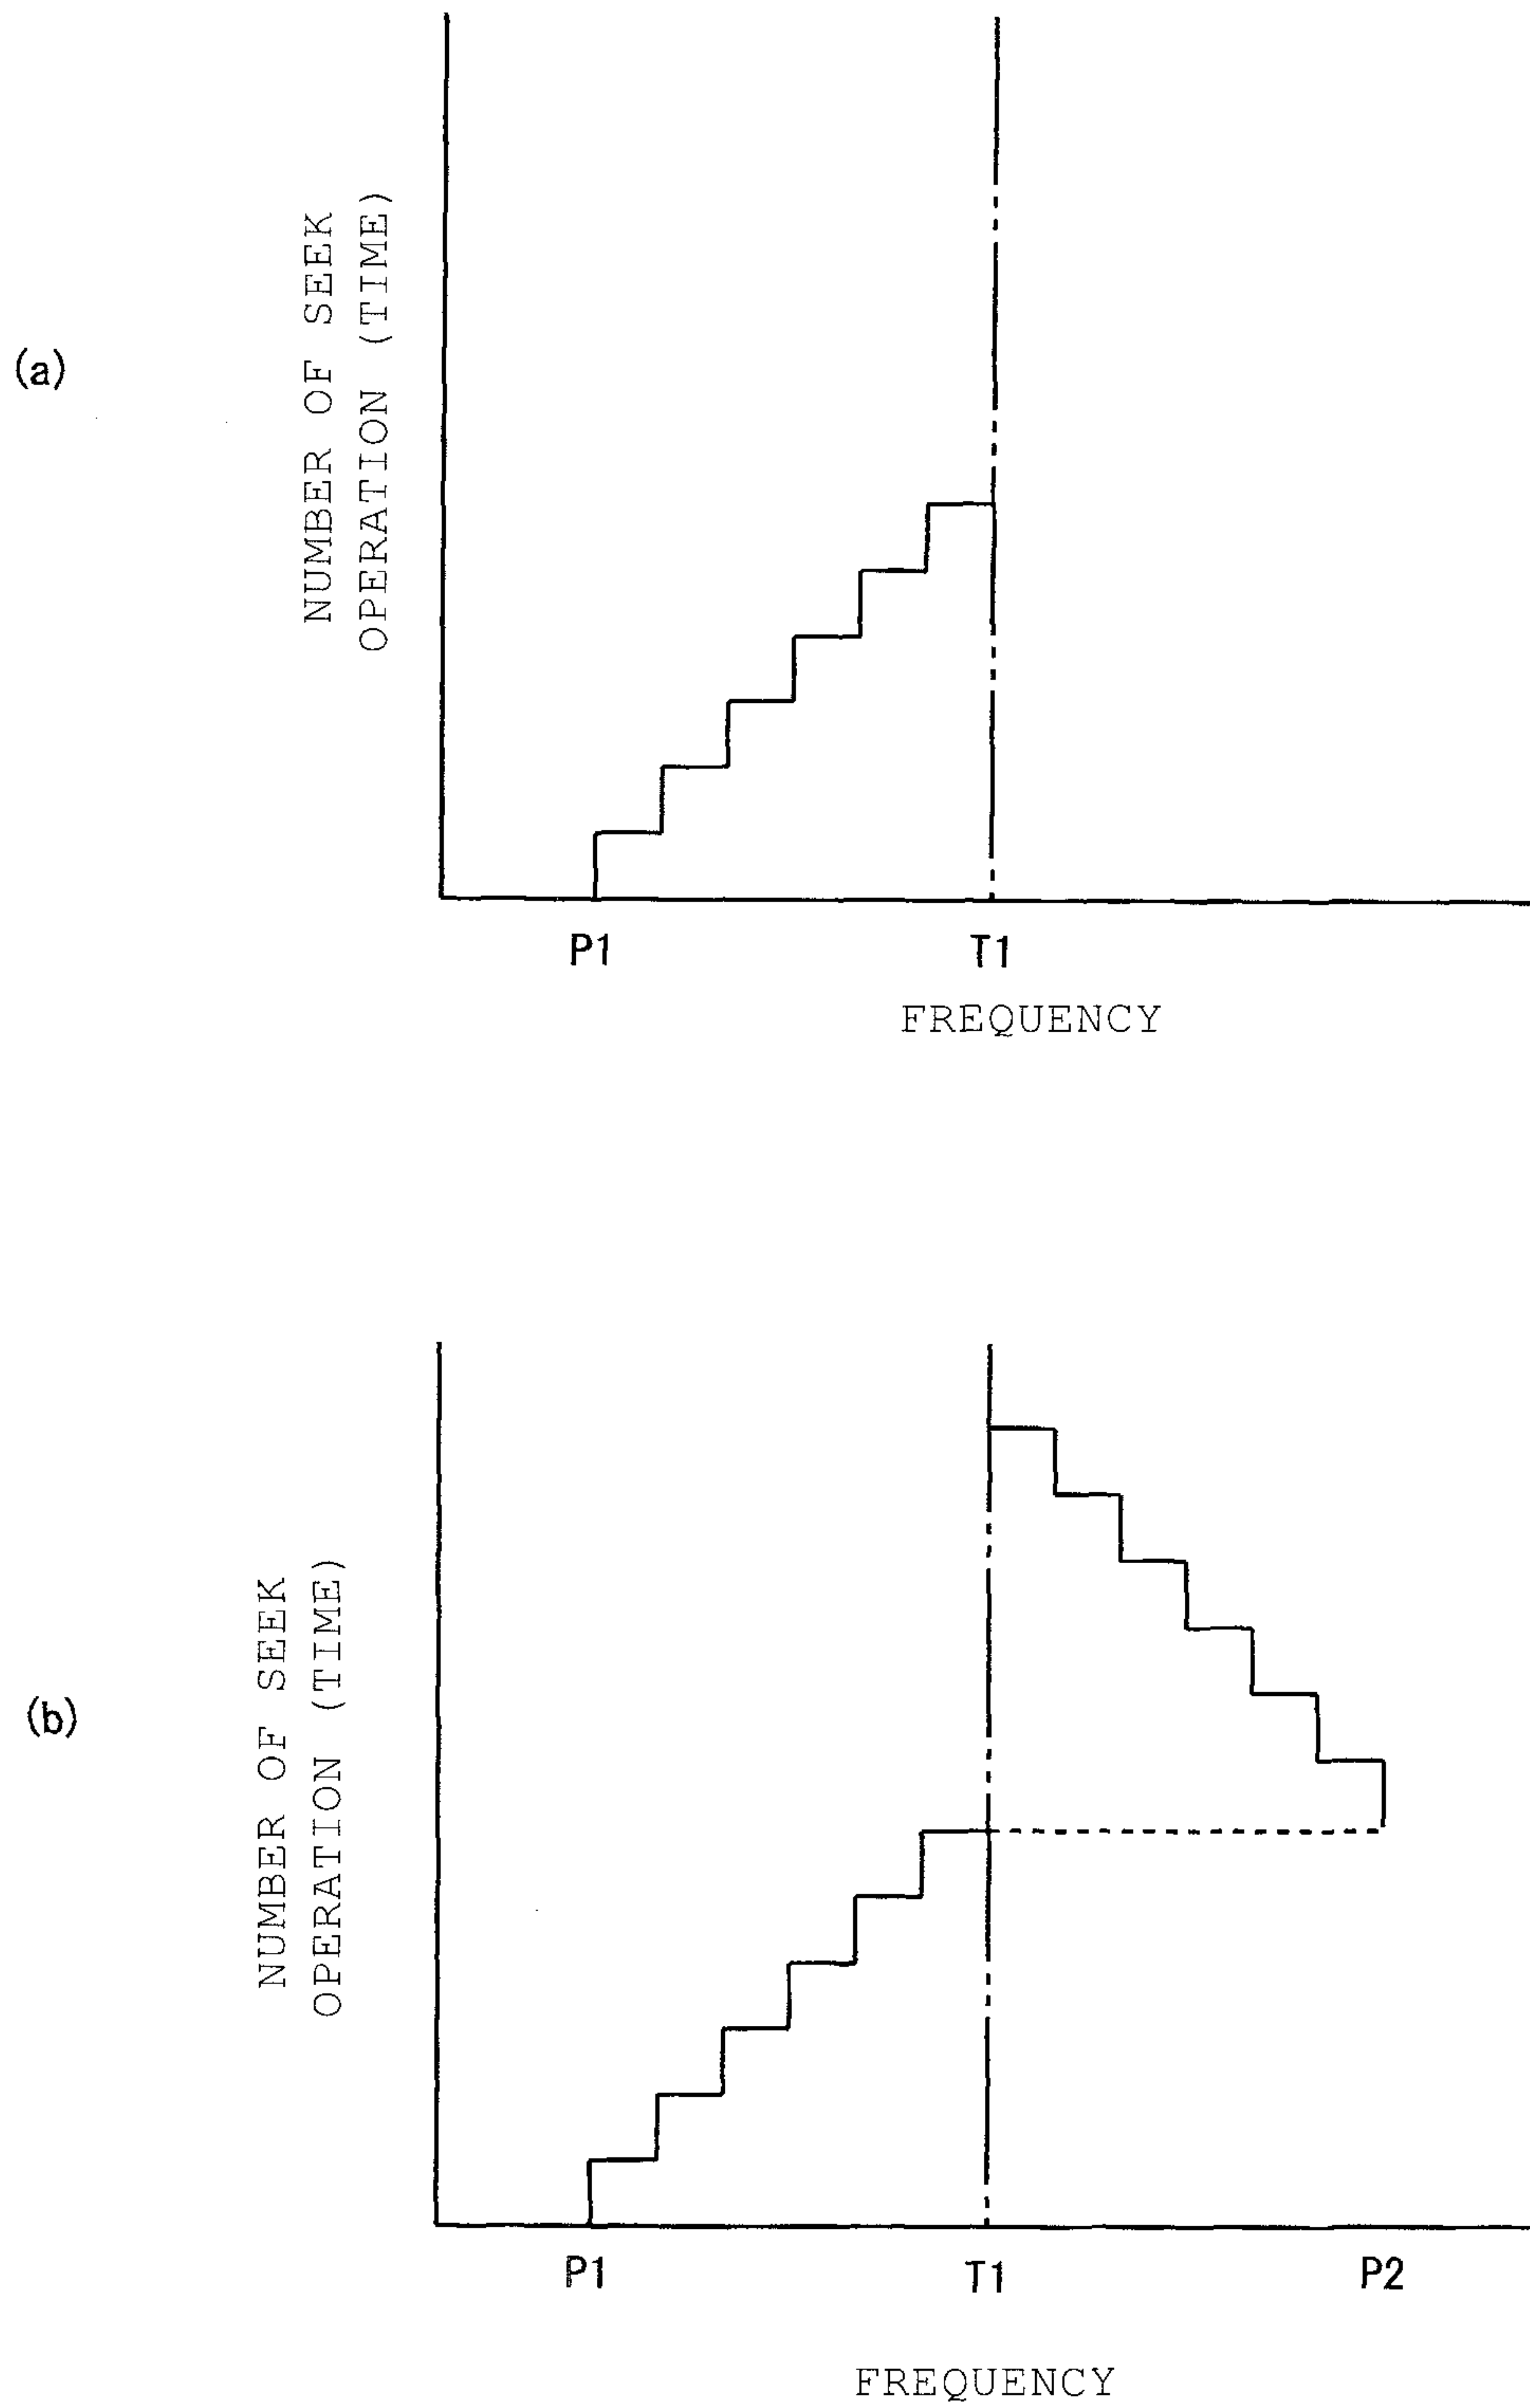 (a)
NUMBER OF SEEK
OPERATION (TIME)
P1 T1
FREQUENCY
(b)
NUMBER OF SEEK
OPERATION (TIME)
P1 T1 P2
FREQUENCY